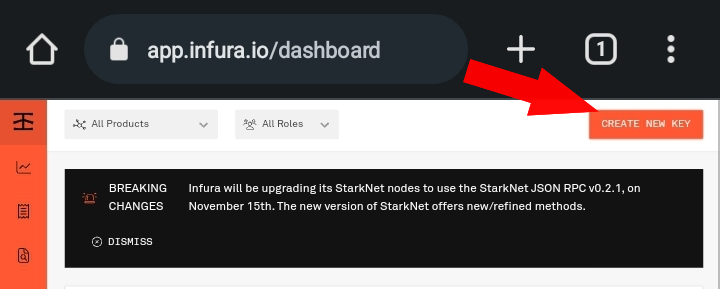 app.infura.io/dashboard
1
All Products
All Roles
CREATE NEW KEY
BREAKING CHANGES
Infura will be upgrading its StarkNet nodes to use the StarkNet JSON RPC v0.2.1, on
November 15th. The new version of StarkNet offers new/refined methods.
DISMISS